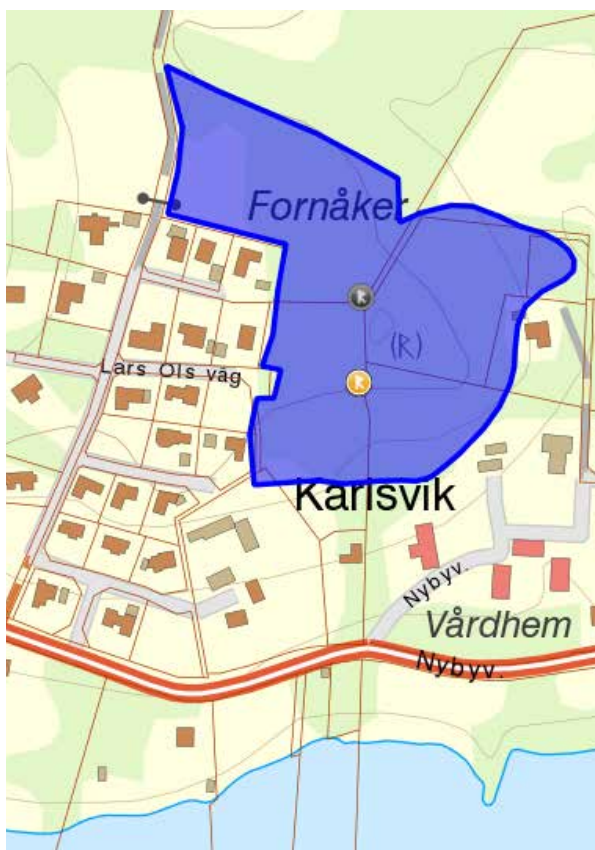 Fornåker
(R)
Lars Ols väg
Karlsvik
Nybyv.
Vårdhem
Nybyv.